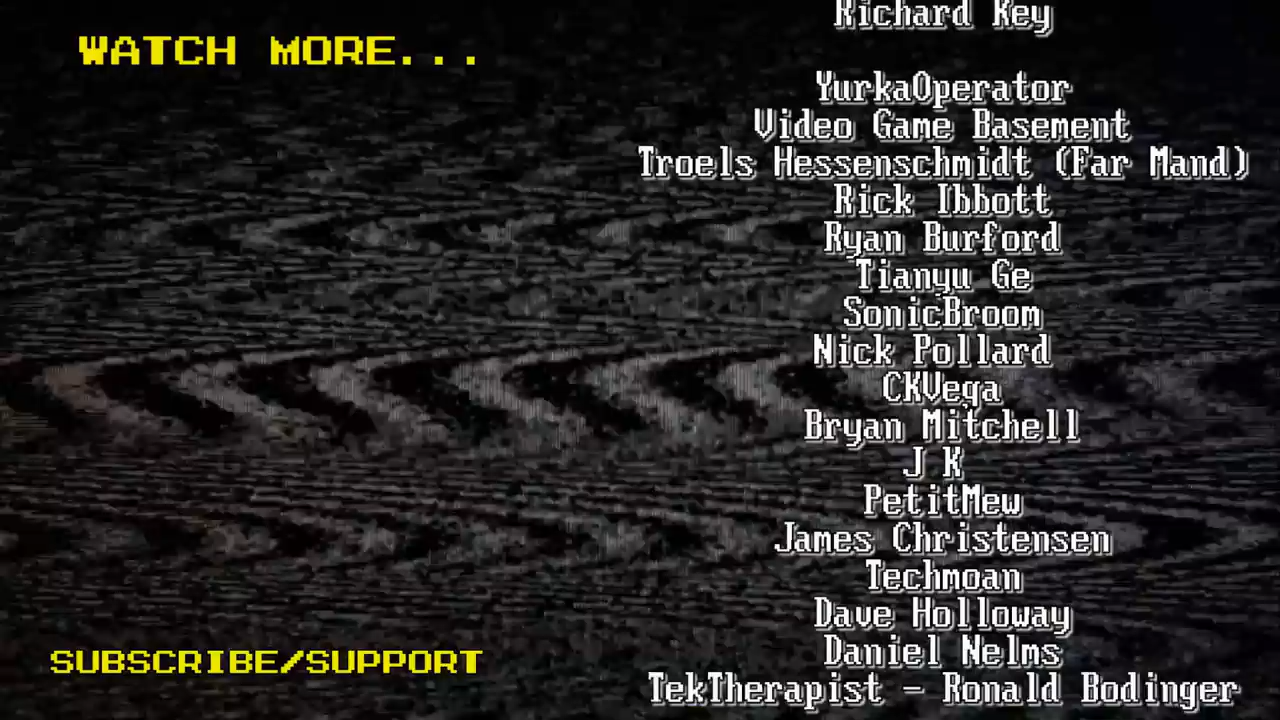 WATCH MORE...
Richard Key
YurkaOperator
Video Game Basement
Troels Hessenschmidt (Far Mand)
Rick Ibbott
Ryan Burford
Tianyu Ge
SonicBroom
Nick Pollard
CKVega
Bryan Mitchell
J K
PetitMew
James Christensen
Techmoan
Dave Holloway
Daniel Nelms
TekTherapist - Ronald Bodinger
SUBSCRIBE/SUPPORT